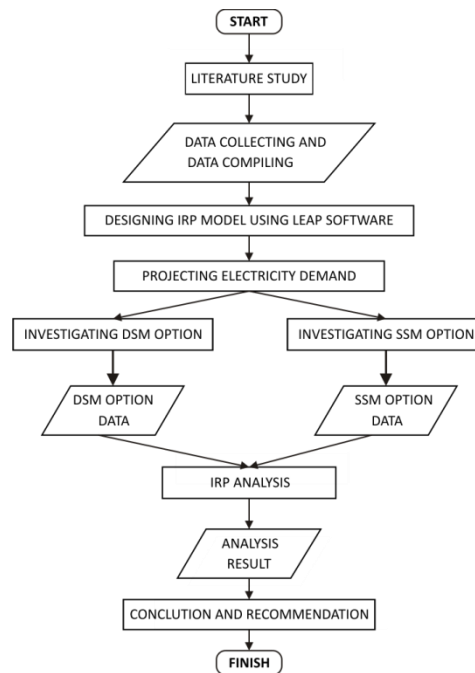 START
LITERATURE STUDY
DATA COLLECTING AND
DATA COMPILING
DESIGNING IRP MODEL USING LEAP SOFTWARE
PROJECTING ELECTRICITY DEMAND
INVESTIGATING DSM OPTION
INVESTIGATING SSM OPTION
DSM OPTION
DATA
SSM OPTION
DATA
IRP ANALYSIS
ANALYSIS
RESULT
CONCLUTION AND RECOMMENDATION
FINISH